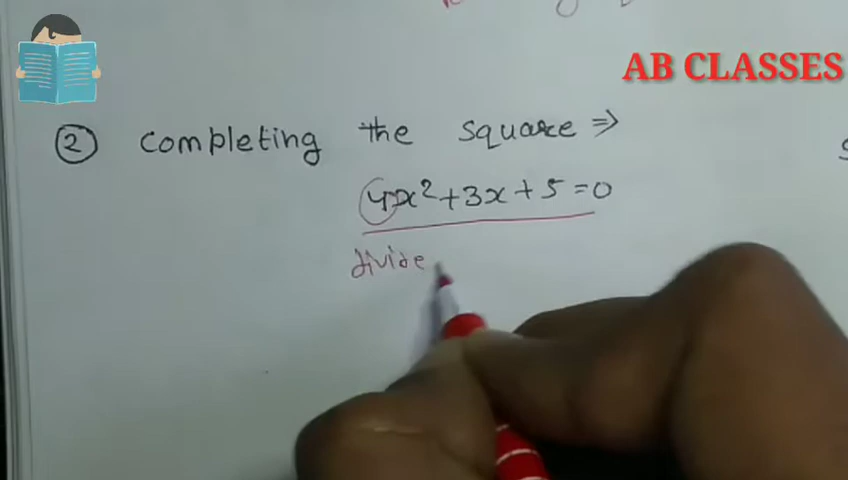 AB CLASSES
② completing the square ⇒
4x²+3x+5=0
divide